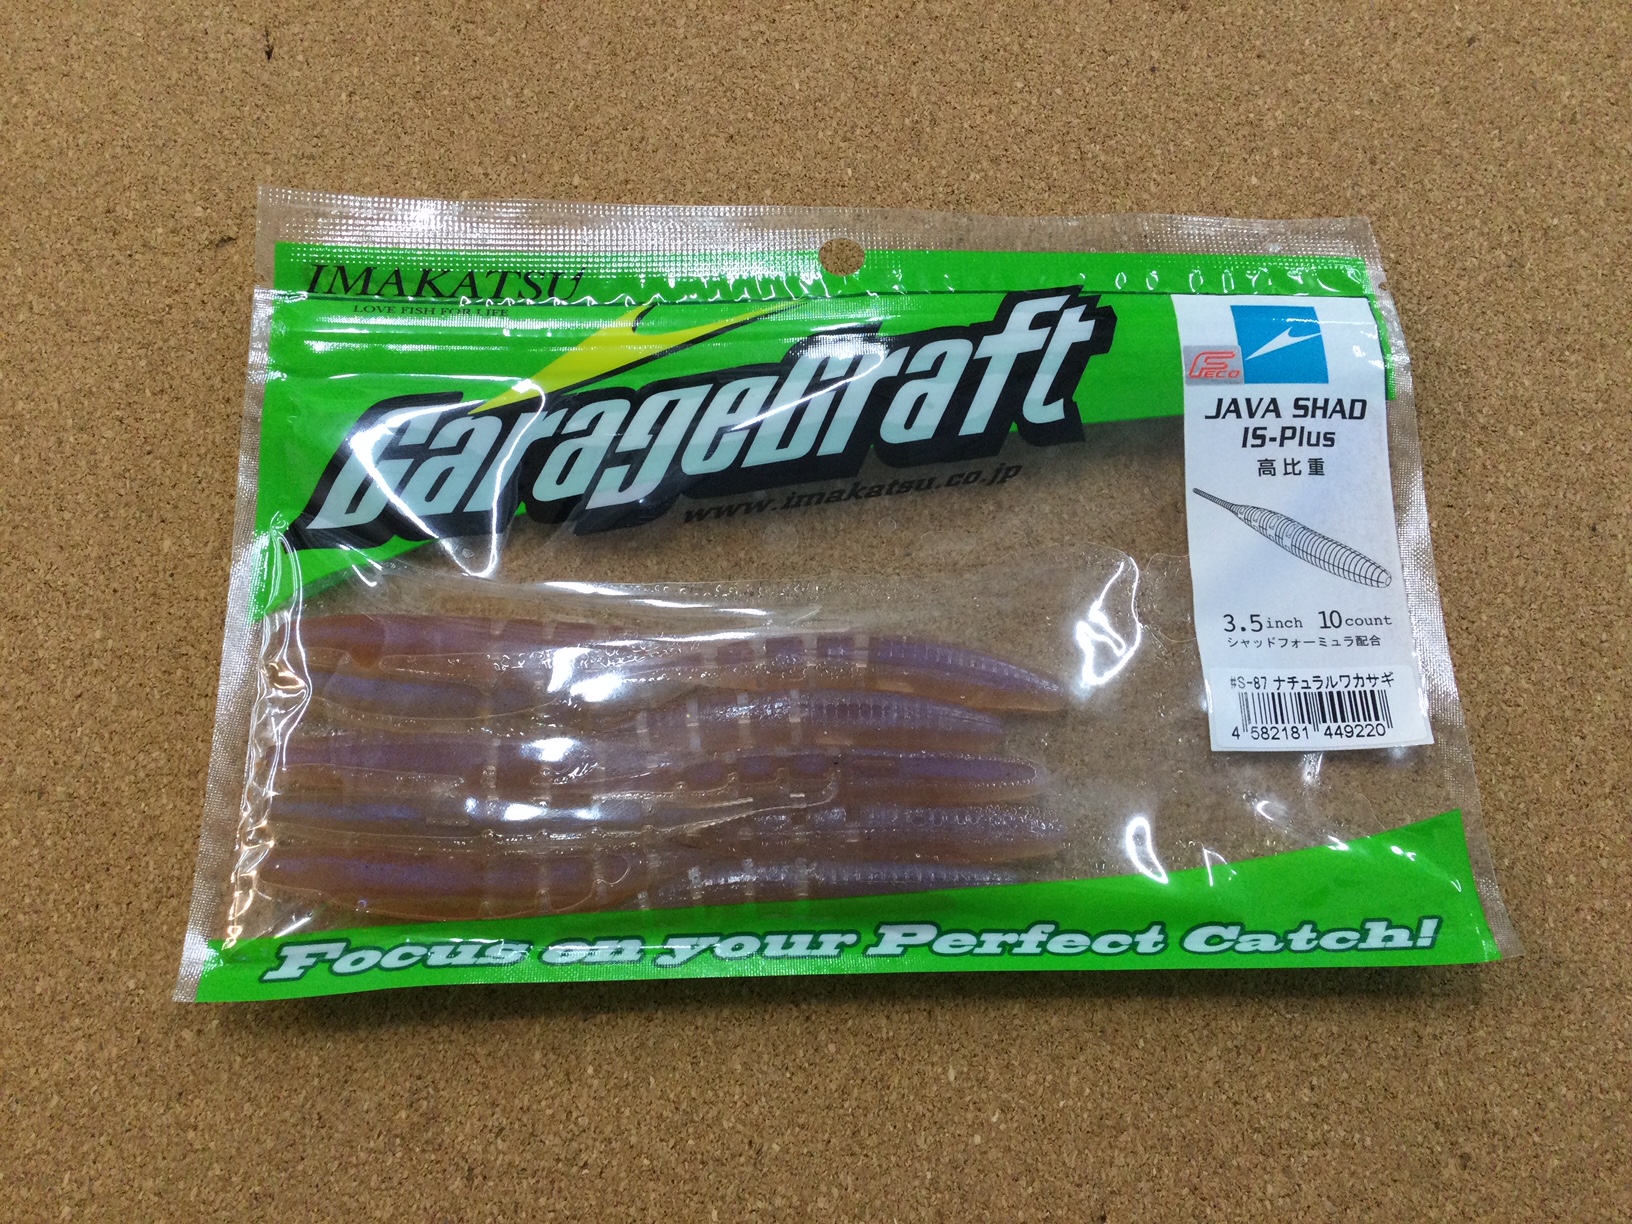 IMAKATSU
LOVE FISH FOR LIFE
GarageCraft
www.imakatsu.co.jp
FECO
JAVA SHAD
IS-Plus
高比重
3.5inch 10count
シャッドフォーミュラ配合
#S-87 ナチュラルワカサギ
4 582181 449220
Focus on your Perfect Catch!